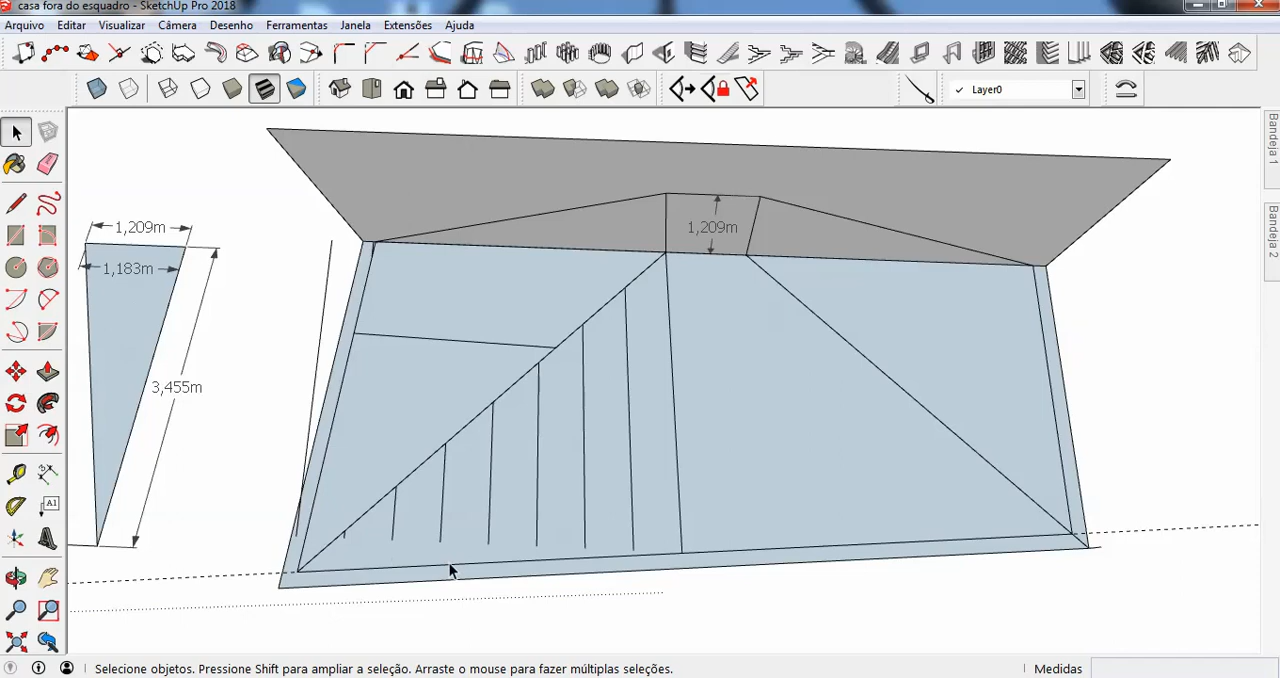 casa fora do esquadro - SketchUp Pro 2018
Arquivo Editar Visualizar Câmera Desenho Ferramentas Janela Extensões Ajuda
Layer0
Bandeja 1
Bandeja 2
1,209m
1,183m
3,455m
1,209m
A1
Selecione objetos. Pressione Shift para ampliar a seleção. Arraste o mouse para fazer múltiplas seleções.
Medidas